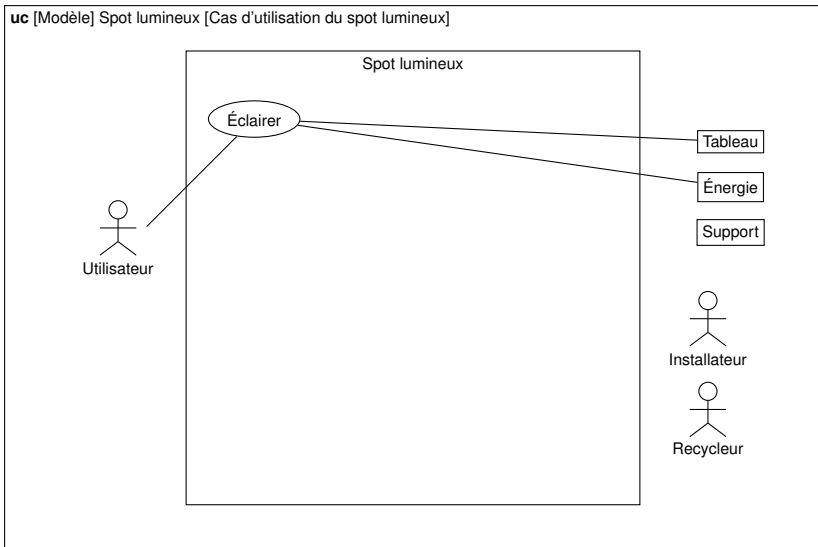 uc [Modèle] Spot lumineux [Cas d’utilisation du spot lumineux]
Spot lumineux
Éclairer
Tableau
Énergie
Support
Utilisateur
Installateur
Recycleur